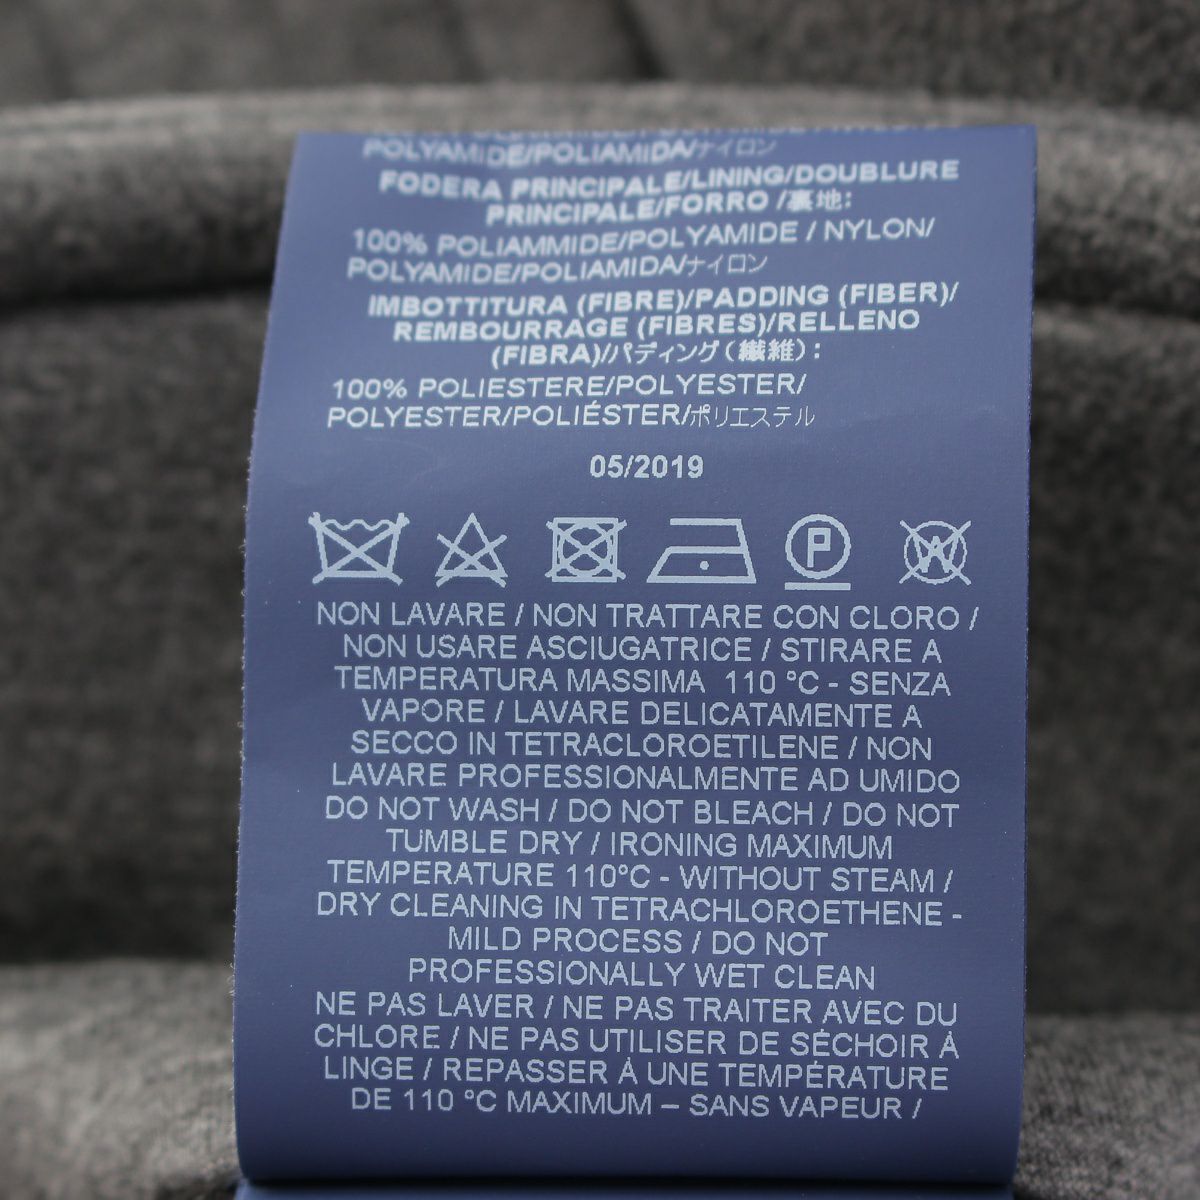 POLYAMIDE/POLIAMIDA/ナイロン
FODERA PRINCIPALE/LINING/DOUBLURE
PRINCIPALE/FORRO /裏地:
100% POLIAMMIDE/POLYAMIDE / NYLON/
POLYAMIDE/POLIAMIDA/ナイロン
IMBOTTITURA (FIBRE)/PADDING (FIBER)/
REMBOURRAGE (FIBRES)/RELLENO
(FIBRA)/パディング(繊維):
100% POLIESTERE/POLYESTER/
POLYESTER/POLIÉSTER/ポリエステル
05/2019
P W
NON LAVARE / NON TRATTARE CON CLORO /
NON USARE ASCIUGATRICE / STIRARE A
TEMPERATURA MASSIMA 110 °C - SENZA
VAPORE / LAVARE DELICATAMENTE A
SECCO IN TETRACLOROETILENE / NON
LAVARE PROFESSIONALMENTE AD UMIDO
DO NOT WASH / DO NOT BLEACH / DO NOT
TUMBLE DRY / IRONING MAXIMUM
TEMPERATURE 110°C - WITHOUT STEAM /
DRY CLEANING IN TETRACHLOROETHENE -
MILD PROCESS / DO NOT
PROFESSIONALLY WET CLEAN
NE PAS LAVER / NE PAS TRAITER AVEC DU
CHLORE / NE PAS UTILISER DE SÉCHOIR À
LINGE / REPASSER À UNE TEMPÉRATURE
DE 110 °C MAXIMUM – SANS VAPEUR /